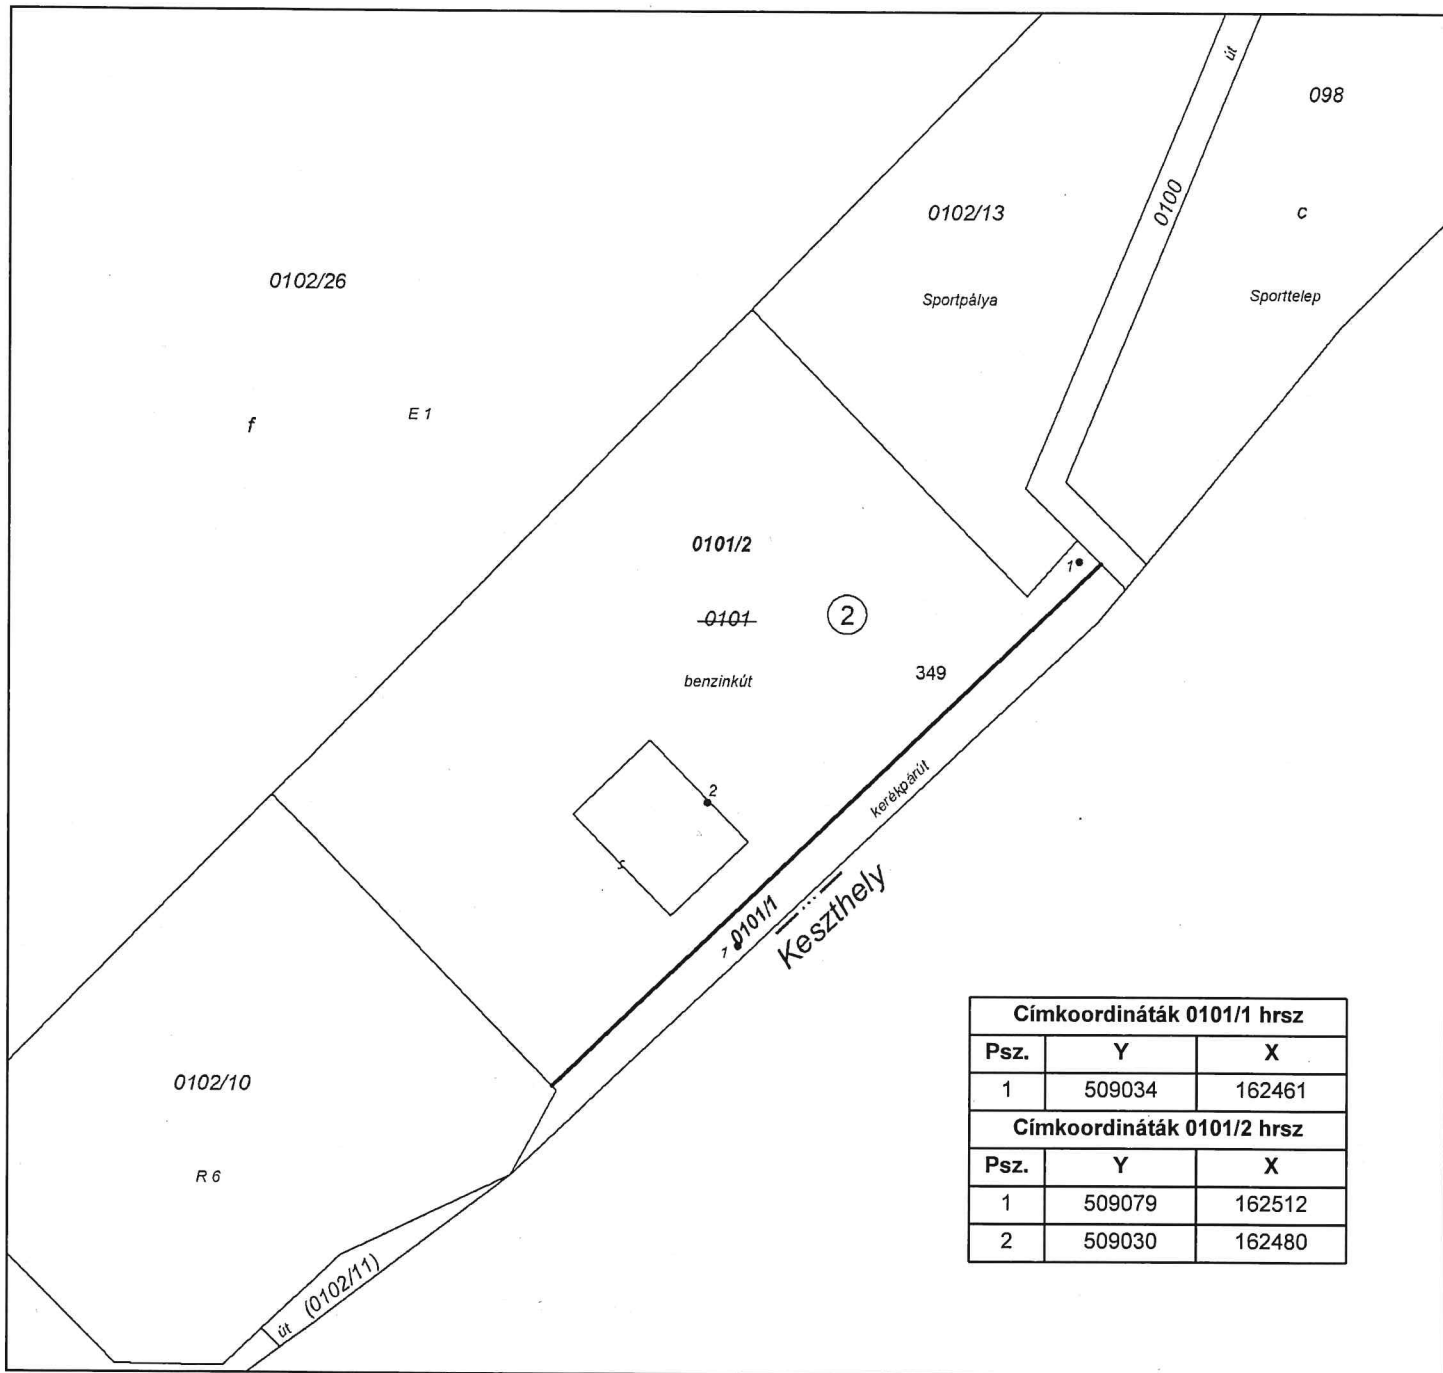 út
098
0100
0102/13
c
0102/26
Sportpálya
Sporttelep
f
E 1
0101/2
1
0101
2
349
benzinkút
kerékpárút
2
0101/1
1
Keszthely
0102/10
R 6
út (0102/11)
Címkoordináták 0101/1 hrsz
Psz. Y X
1 509034 162461
Címkoordináták 0101/2 hrsz
Psz. Y X
1 509079 162512
2 509030 162480